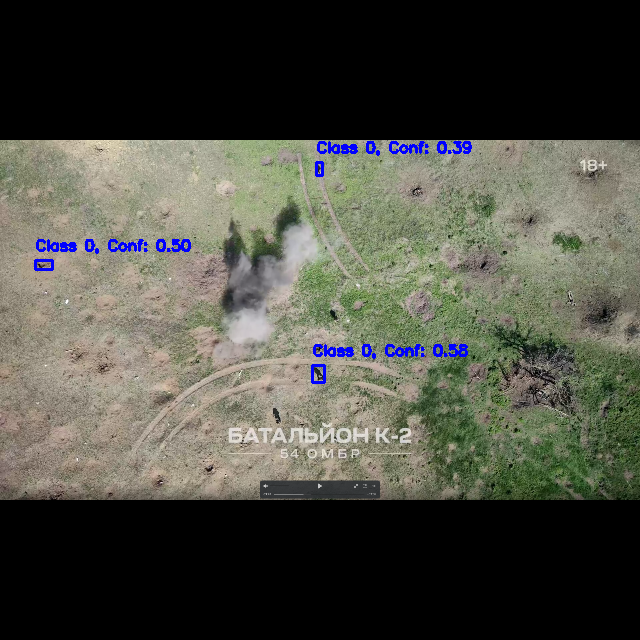 Class 0, Conf: 0.39
18+
Class 0, Conf: 0.50
Class 0, Conf: 0.58
БАТАЛЬЙОН К-2
54 ОМБР